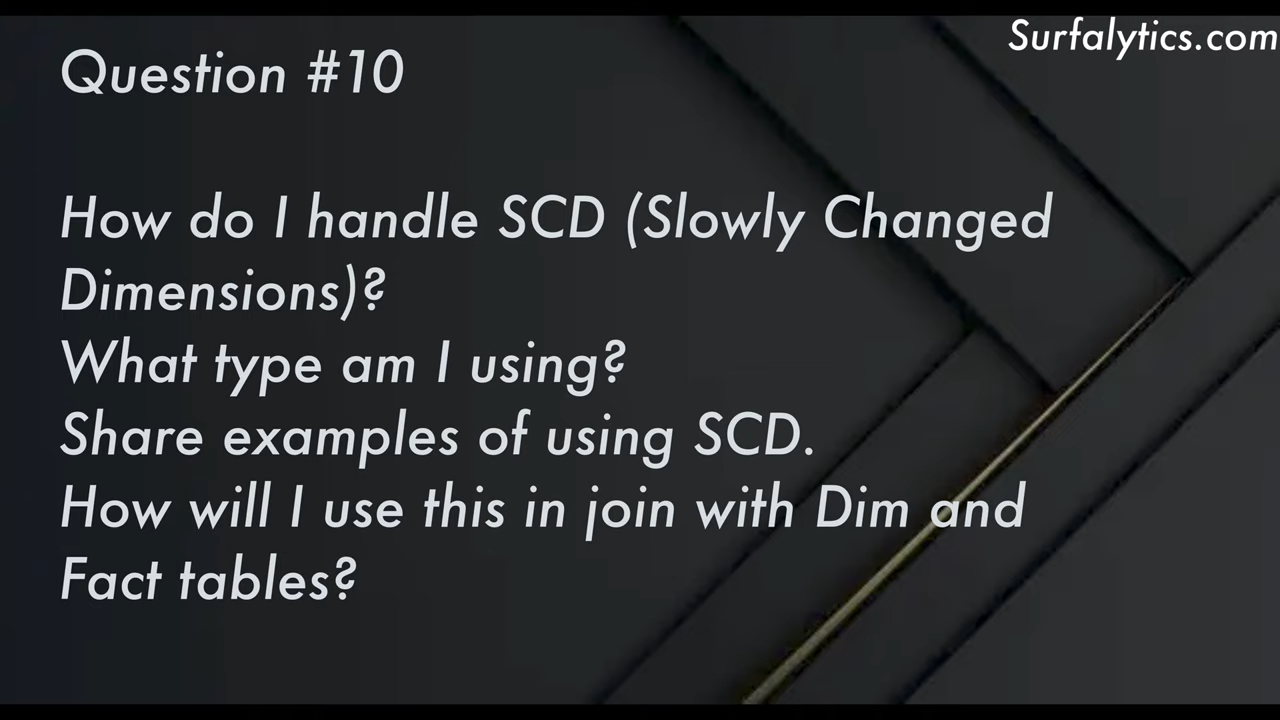 Surfalytics.com
Question #10
How do I handle SCD (Slowly Changed
Dimensions)?
What type am I using?
Share examples of using SCD.
How will I use this in join with Dim and
Fact tables?